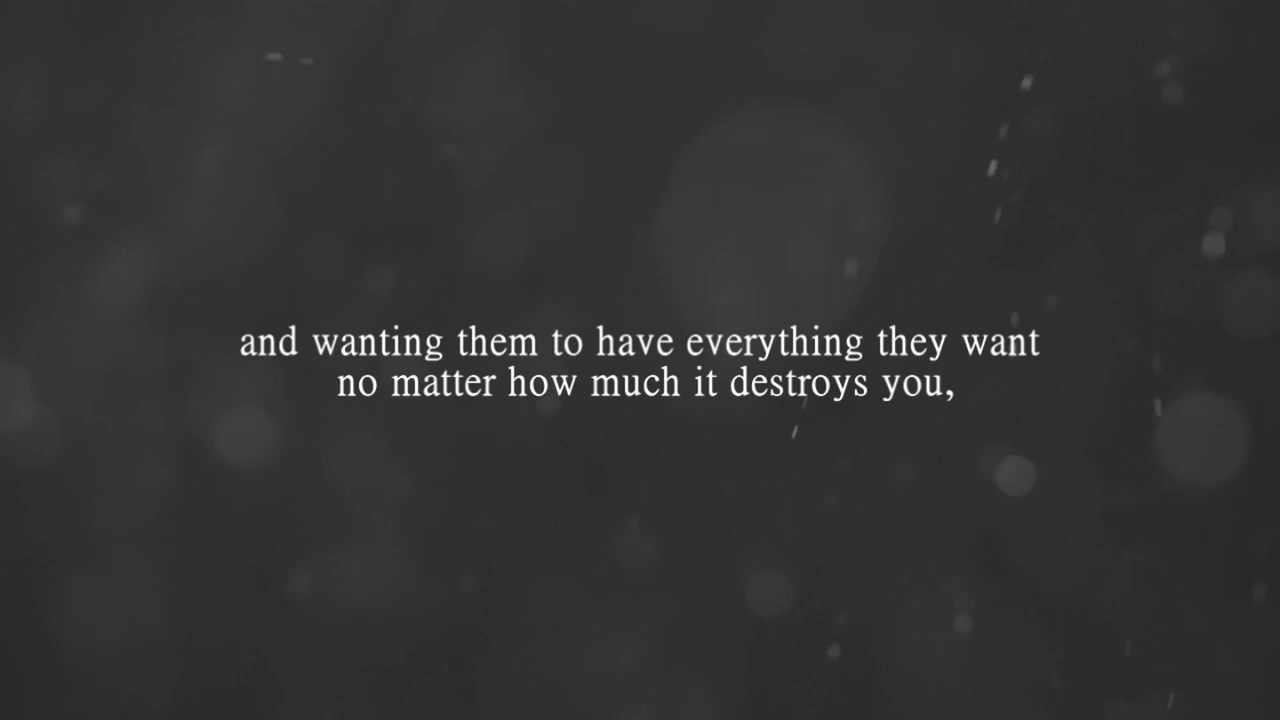 and wanting them to have everything they want
no matter how much it destroys you,